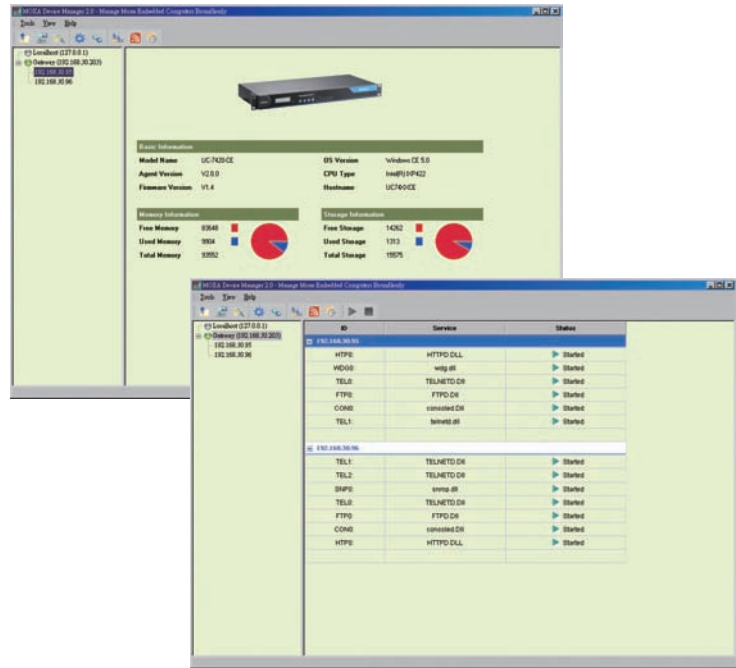 MOXA Device Manager 2.0 - Manage Moxa Embedded Computers Boundlessly
Tools View Help
Localhost (127.0.0.1)
Gateway (192.168.30.203)
192.168.30.95
192.168.30.96
Basic Information
Model Name UC-7420-CE OS Version Windows CE 5.0
Agent Version V2.0.0 CPU Type Intel(R) IXP422
Firmware Version V1.4 Hostname
Memory Information Storage Information
Free Memory 83648 Free Storage 14262
Used Memory 9904 Used Storage 1313
Total Memory 93552 Total Storage 15575
MOXA Device Manager 2.0 - Manage Moxa Embedded Computers Boundlessly
Tools View Help
Localhost (127.0.0.1)
Gateway (192.168.30.203)
192.168.30.95
192.168.30.96
ID Service Status
192.168.30.95
HTP0: HTTPD.DLL Started
WDG0: wdg.dll Started
TEL0: TELNETD.Dll Started
FTP0: FTPD.Dll Started
CON0: consoled.Dll Started
TEL1: telnetd.dll Started
192.168.30.96
TEL1: TELNETD.Dll Started
TEL2: TELNETD.Dll Started
SNP0: snmp.dll Started
TEL0: TELNETD.Dll Started
FTP0: FTPD.Dll Started
CON0: consoled.Dll Started
HTP0: HTTPD.DLL Started